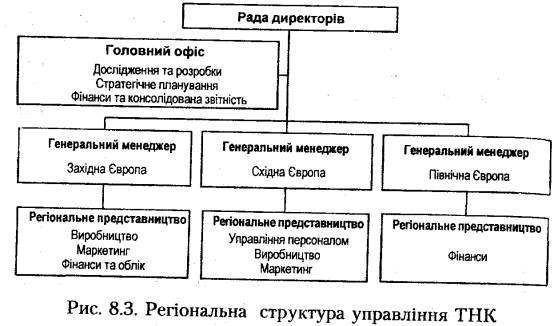 Рада директорів
Головний офіс
Дослідження та розробки
Стратегічне планування
Фінанси та консолідована звітність
Генеральний менеджер
Західна Європа
Генеральний менеджер
Східна Європа
Генеральний менеджер
Північна Європа
Регіональне представництво
Виробництво
Маркетинг
Фінанси та облік
Регіональне представництво
Управління персоналом
Виробництво
Маркетинг
Регіональне представництво
Фінанси
Рис. 8.3. Регіональна структура управління ТНК